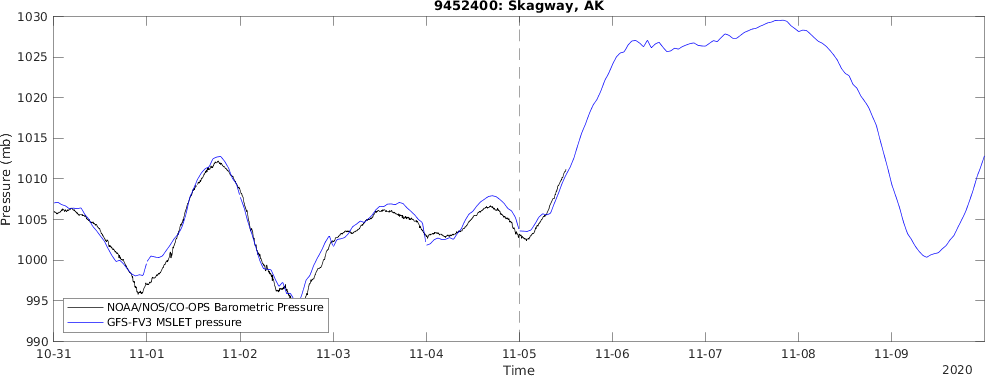 9452400: Skagway, AK
1030
1025
1020
1015
1010
1005
1000
995
990
Pressure (mb)
NOAA/NOS/CO-OPS Barometric Pressure
GFS-FV3 MSLET pressure
10-31 11-01 11-02 11-03 11-04 11-05 11-06 11-07 11-08 11-09
Time
2020